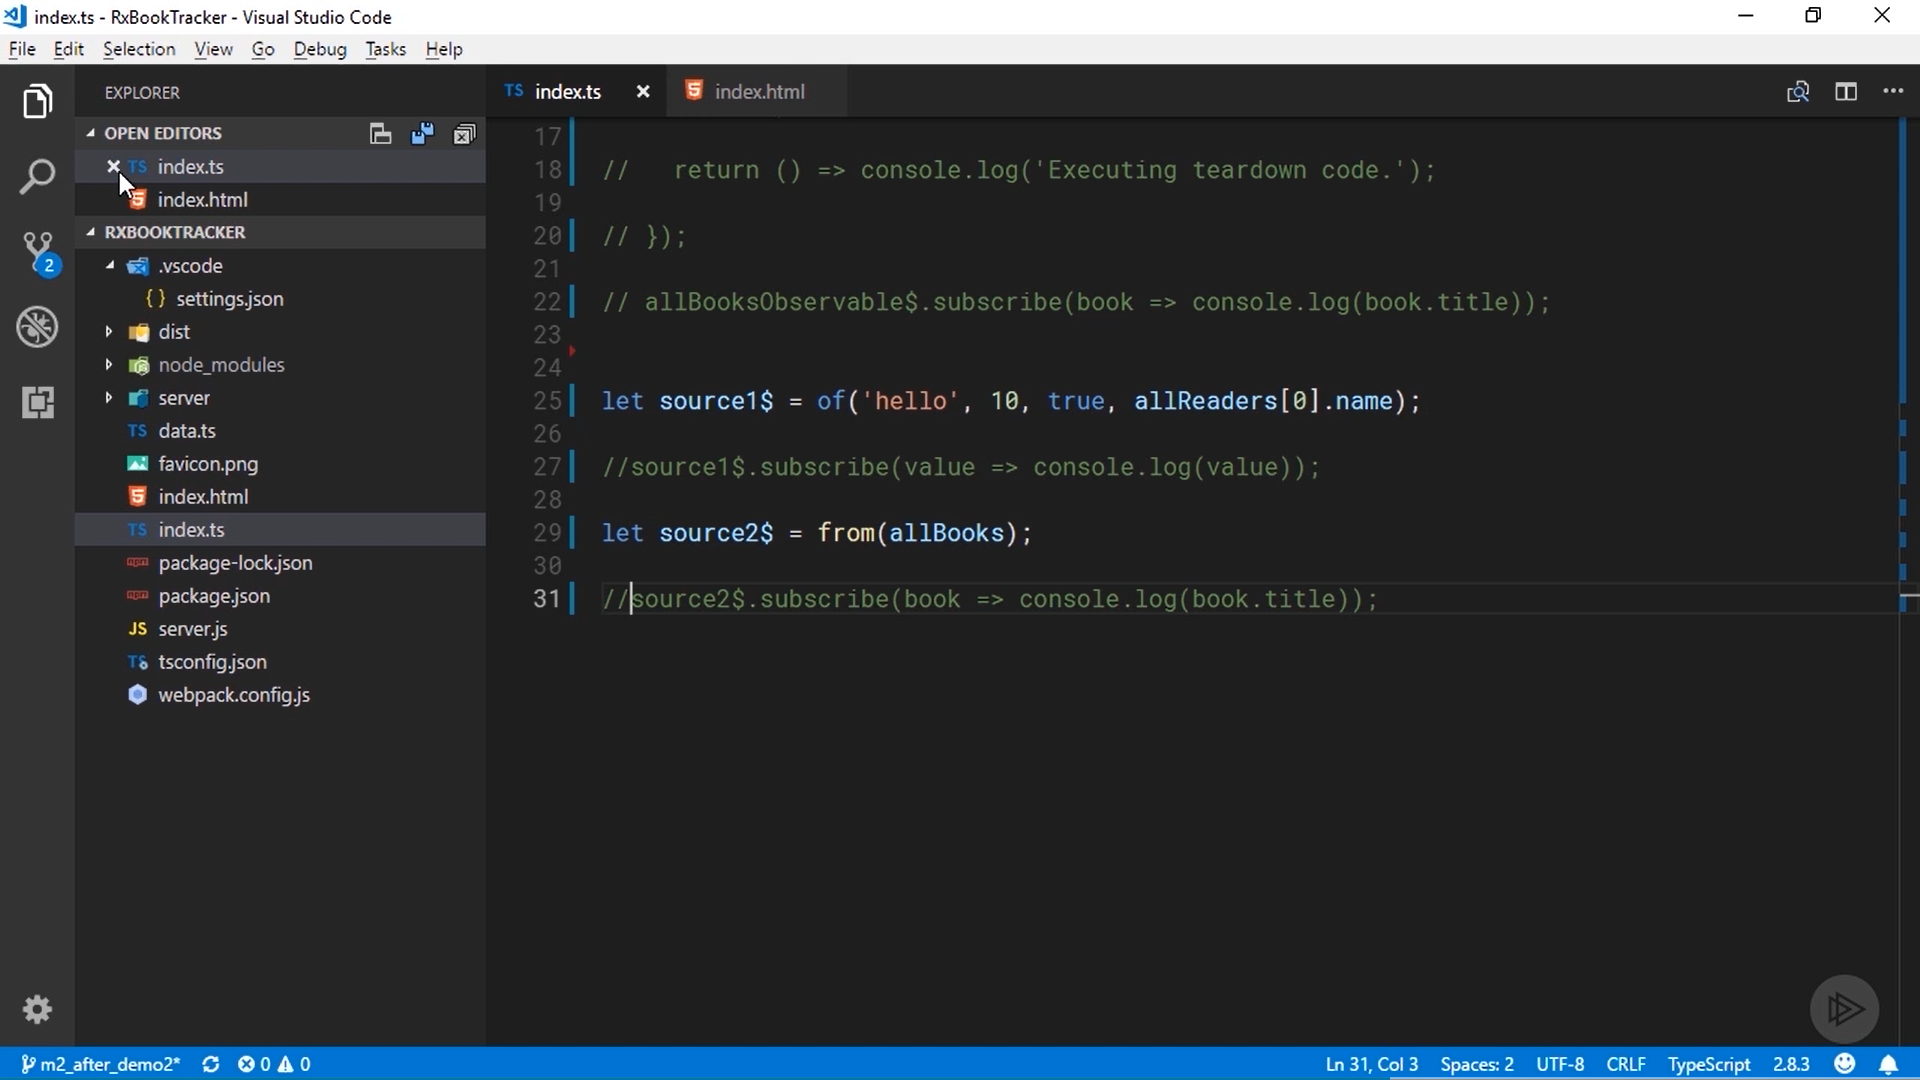 index.ts - RxBookTracker - Visual Studio Code
File Edit Selection View Go Debug Tasks Help
EXPLORER
TS index.ts
index.html
OPEN EDITORS
TS index.ts
index.html
RXBOOKTRACKER
.vscode
{ } settings.json
dist
node_modules
server
TS data.ts
favicon.png
index.html
TS index.ts
package-lock.json
package.json
JS server.js
TS tsconfig.json
webpack.config.js
2
17
18 //   return () => console.log('Executing teardown code.');
19
20 // });
21
22 // allBooksObservable$.subscribe(book => console.log(book.title));
23
24
25 let source1$ = of('hello', 10, true, allReaders[0].name);
26
27 //source1$.subscribe(value => console.log(value));
28
29 let source2$ = from(allBooks);
30
31 //source2$.subscribe(book => console.log(book.title));
m2_after_demo2* 0 0 Ln 31, Col 3 Spaces: 2 UTF-8 CRLF TypeScript 2.8.3